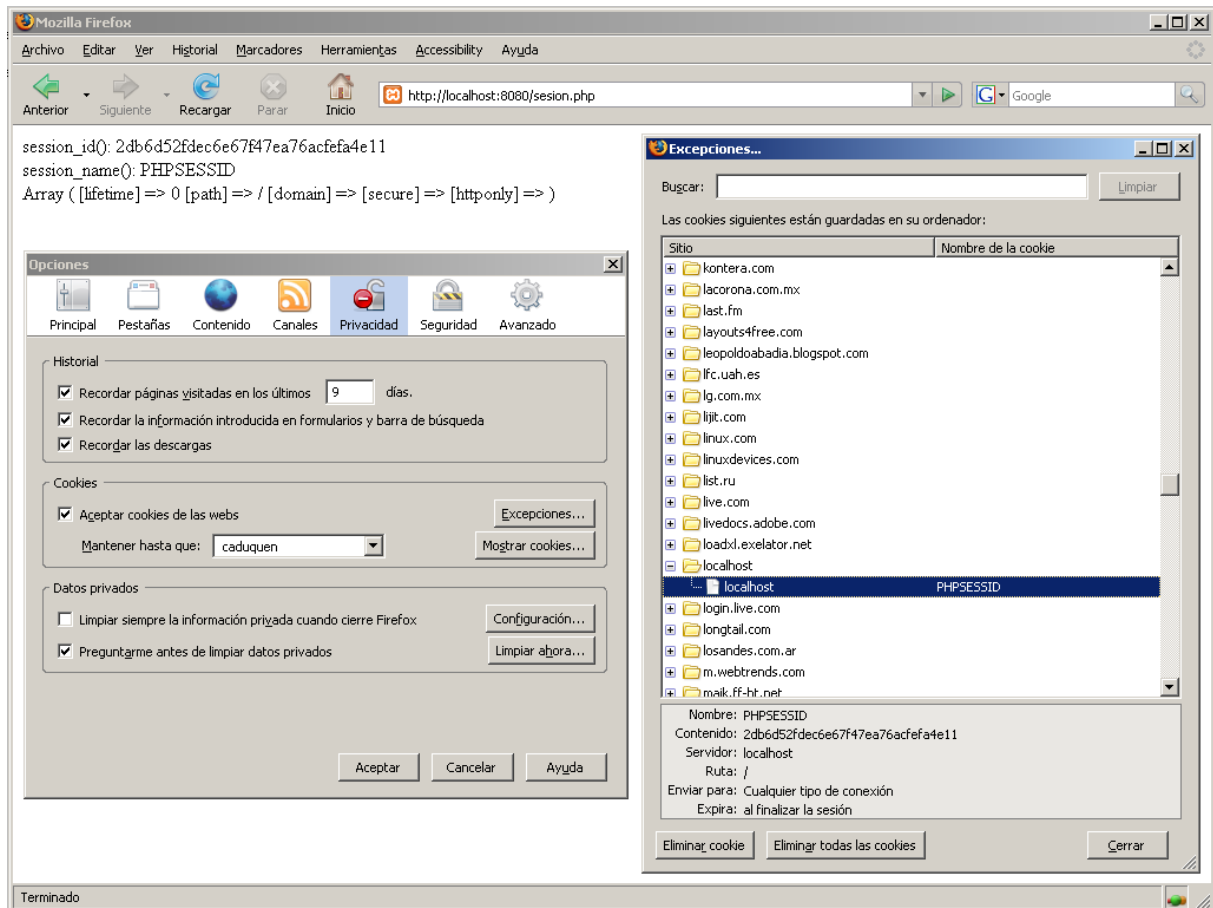 Mozilla Firefox
Archivo Editar Ver Historial Marcadores Herramientas Accessibility Ayuda
Anterior Siguiente Recargar Parar Inicio http://localhost:8080/sesion.php G Google
session_id(): 2db6d52fdec6e67f47ea76acfefa4e11
session_name(): PHPSESSID
Array ( [lifetime] => 0 [path] => / [domain] => [secure] => [httponly] => )
Opciones
Principal Pestañas Contenido Canales Privacidad Seguridad Avanzado
Historial
Recordar páginas visitadas en los últimos 9 días.
Recordar la información introducida en formularios y barra de búsqueda
Recordar las descargas
Cookies
Aceptar cookies de las webs Excepciones...
Mantener hasta que: caduquen Mostrar cookies...
Datos privados
Limpiar siempre la información privada cuando cierre Firefox Configuración...
Preguntarme antes de limpiar datos privados Limpiar ahora...
Aceptar Cancelar Ayuda
Excepciones...
Buscar: Limpiar
Las cookies siguientes están guardadas en su ordenador:
Sitio Nombre de la cookie
kontera.com
lacorona.com.mx
last.fm
layouts4free.com
leopoldoabadia.blogspot.com
lfc.uah.es
lg.com.mx
lijit.com
linux.com
linuxdevices.com
list.ru
live.com
livedocs.adobe.com
loadxl.exelator.net
localhost
localhost PHPSESSID
login.live.com
longtail.com
losandes.com.ar
m.webtrends.com
maik.ff-bt.net
Nombre: PHPSESSID
Contenido: 2db6d52fdec6e67f47ea76acfefa4e11
Servidor: localhost
Ruta: /
Enviar para: Cualquier tipo de conexión
Expira: al finalizar la sesión
Eliminar cookie Eliminar todas las cookies Cerrar
Terminado